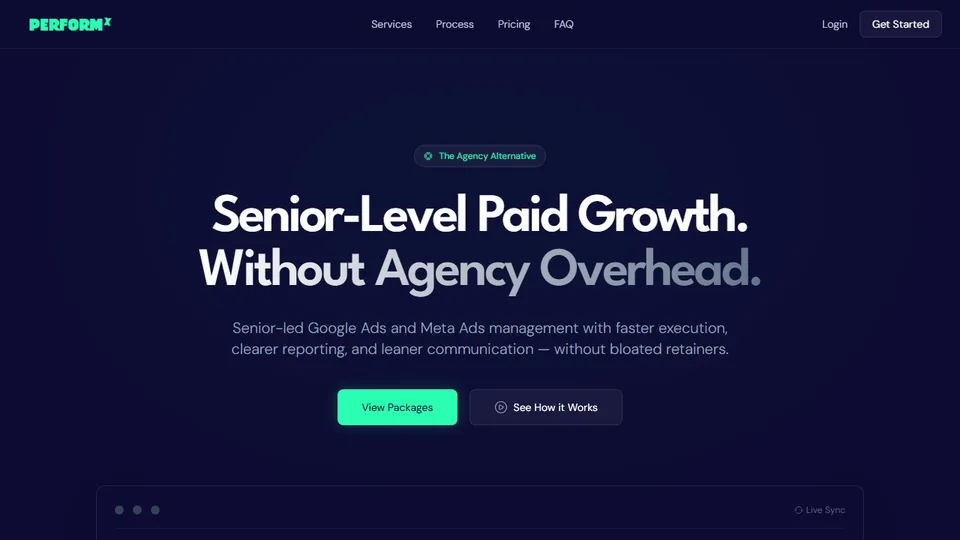 PERFORMX
Services
Process
Pricing
FAQ
Login
Get Started
The Agency Alternative
Senior-Level Paid Growth.
Without Agency Overhead.
Senior-led Google Ads and Meta Ads management with faster execution,
clearer reporting, and leaner communication — without bloated retainers.
View Packages
See How it Works
Live Sync